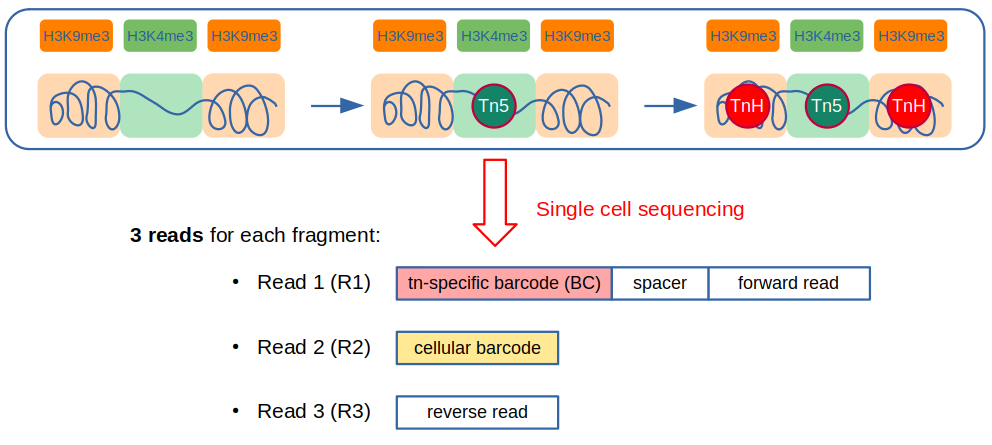 H3K9me3 H3K4me3 H3K9me3 H3K9me3 H3K4me3 H3K9me3 H3K9me3 H3K4me3 H3K9me3
Tn5 TnH Tn5 TnH
Single cell sequencing
3 reads for each fragment:
• Read 1 (R1) tn-specific barcode (BC) spacer forward read
• Read 2 (R2) cellular barcode
• Read 3 (R3) reverse read